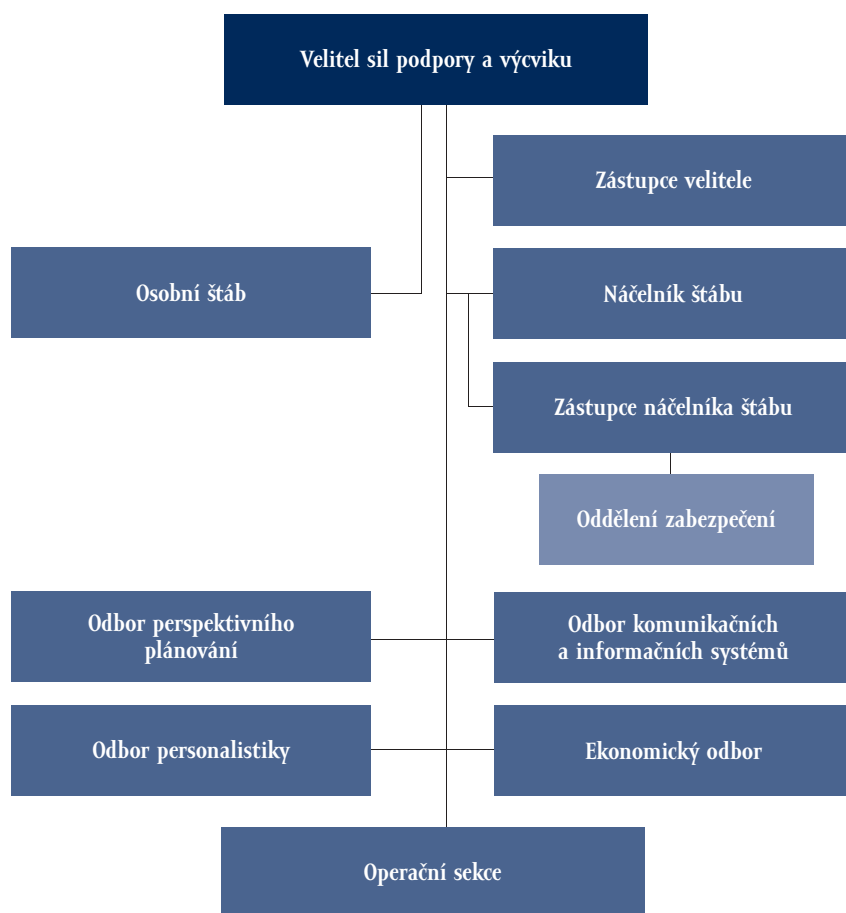 Velitel sil podpory a výcviku
Zástupce velitele
Osobní štáb
Náčelník štábu
Zástupce náčelníka štábu
Oddělení zabezpečení
Odbor perspektivního
plánování
Odbor komunikačních
a informačních systémů
Odbor personalistiky
Ekonomický odbor
Operační sekce